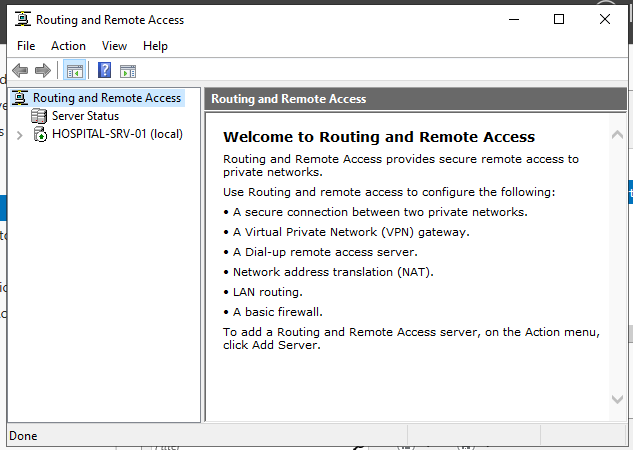 Routing and Remote Access
File Action View Help
Routing and Remote Access
Server Status
HOSPITAL-SRV-01 (local)
Routing and Remote Access
Welcome to Routing and Remote Access
Routing and Remote Access provides secure remote access to
private networks.
Use Routing and remote access to configure the following:
• A secure connection between two private networks.
• A Virtual Private Network (VPN) gateway.
• A Dial-up remote access server.
• Network address translation (NAT).
• LAN routing.
• A basic firewall.
To add a Routing and Remote Access server, on the Action menu,
click Add Server.
Done